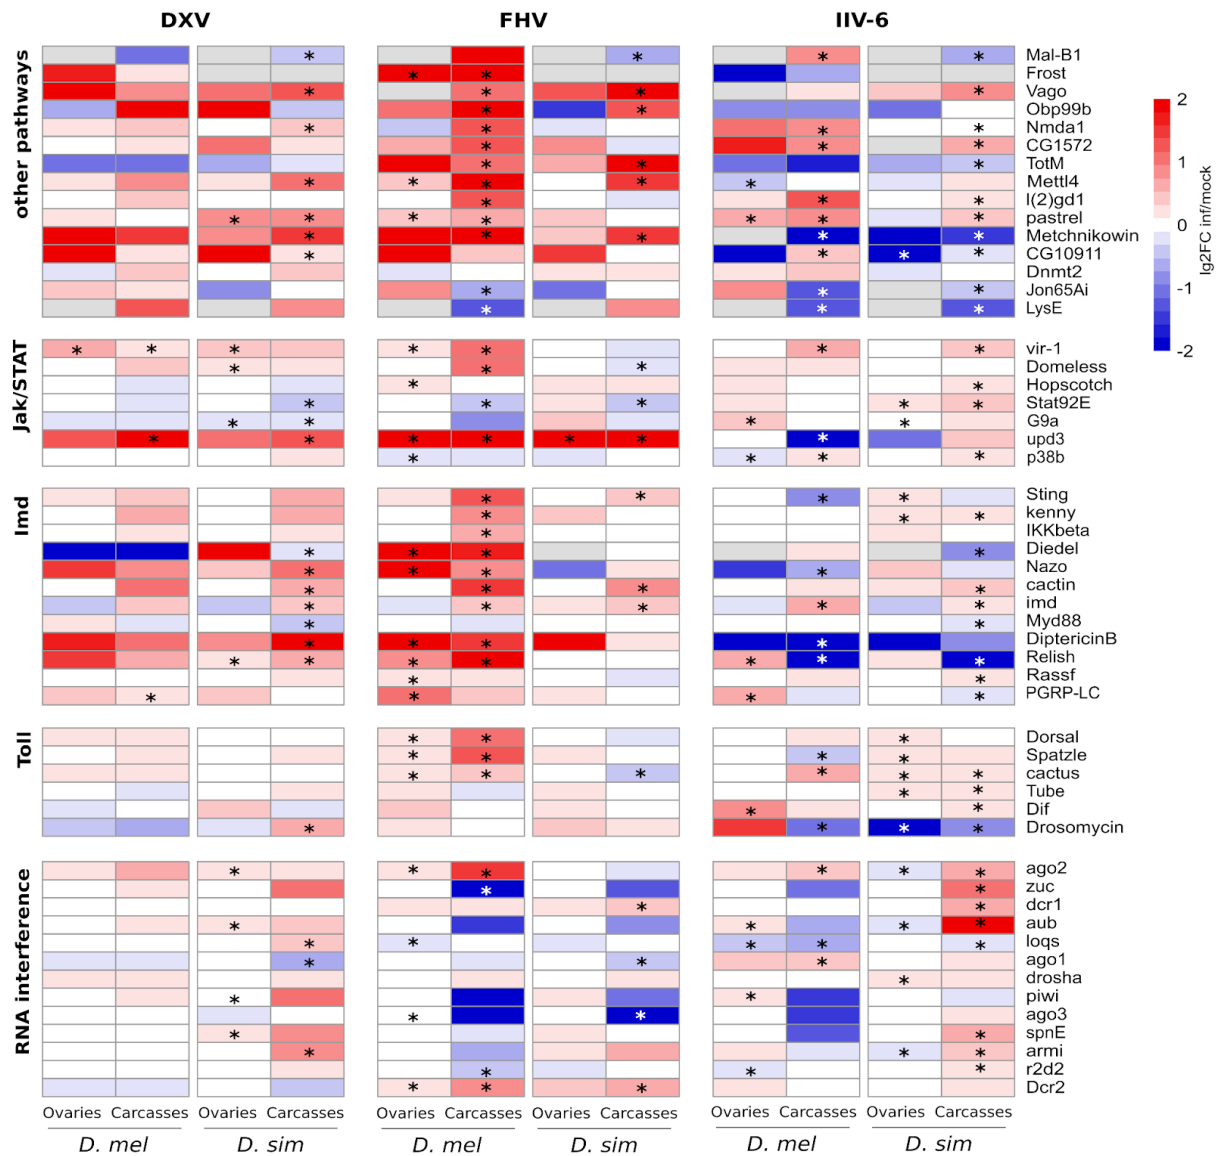 DXV FHV IIV-6
other pathways
Mal-B1
Frost
Vago
Obp99b
Nmda1
CG1572
TotM
Mettl4
l(2)gd1
pastrel
Metchnikowin
CG10911
Dnmt2
Jon65Ai
LysE
2
1
0
-1
-2
lg2FC inf/mock
Jak/STAT
vir-1
Domeless
Hopscotch
Stat92E
G9a
upd3
p38b
Imd
Sting
kenny
IKKbeta
Diedel
Nazo
cactin
imd
Myd88
DiptericinB
Relish
Rassf
PGRP-LC
Toll
Dorsal
Spatzle
cactus
Tube
Dif
Drosomycin
RNA interference
ago2
zuc
dcr1
aub
loqs
ago1
drosha
piwi
ago3
spnE
armi
r2d2
Dcr2
Ovaries Carcasses Ovaries Carcasses Ovaries Carcasses Ovaries Carcasses Ovaries Carcasses Ovaries Carcasses
D. mel D. sim D. mel D. sim D. mel D. sim